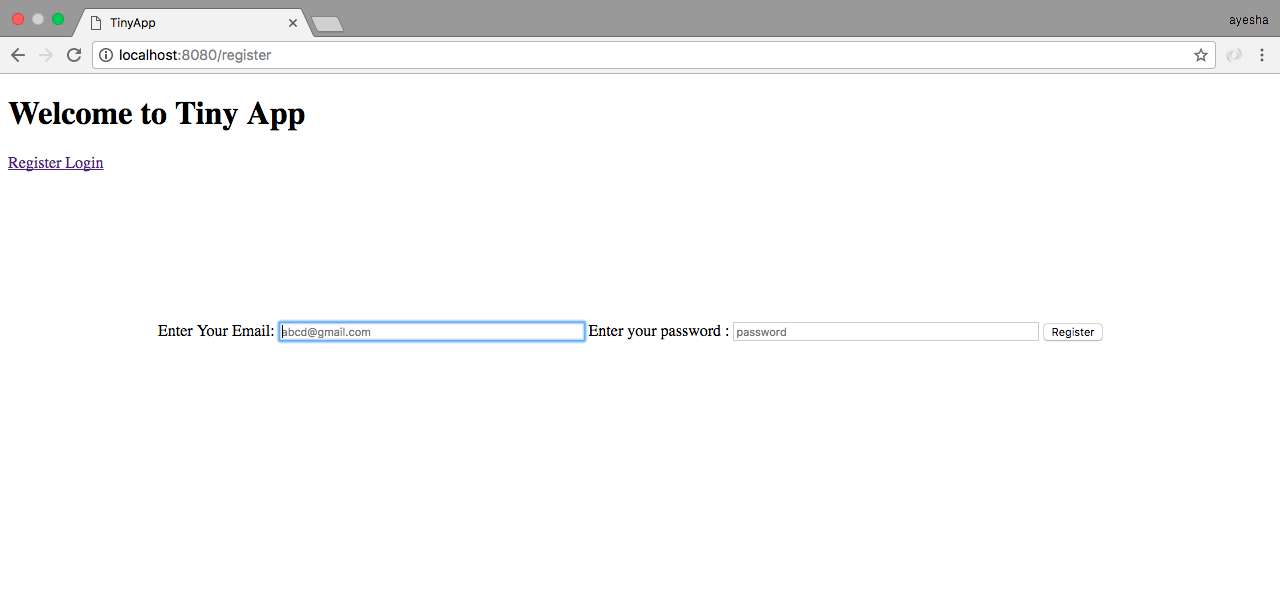 TinyApp
ayesha
localhost:8080/register
Welcome to Tiny App
Register Login
Enter Your Email: abcd@gmail.com Enter your password : password Register